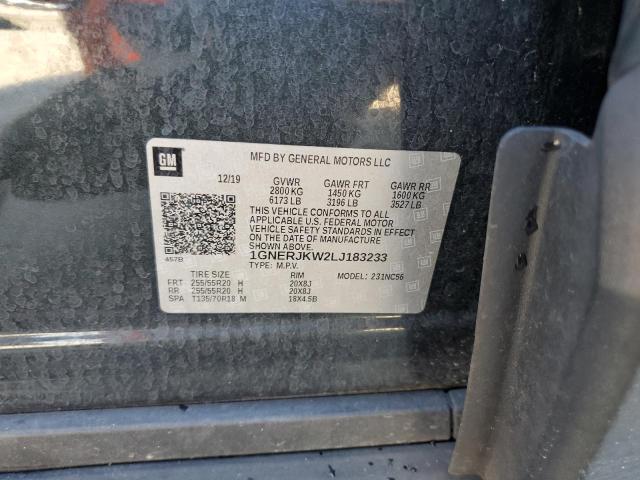 GM
MFD BY GENERAL MOTORS LLC
12/19 GVWR GAWR FRT GAWR RR
2800 KG 1450 KG 1600 KG
6173 LB 3196 LB 3527 LB
THIS VEHICLE CONFORMS TO ALL
APPLICABLE U.S. FEDERAL MOTOR
VEHICLE SAFETY STANDARDS IN EFFECT
ON THE DATE OF MANUFACTURE
SHOWN ABOVE.
1GNERJKW2LJ183233
457B TYPE: M.P.V. MODEL: 231NC56
TIRE SIZE RIM
FRT 255/55R20 H 20X8J
RR 255/55R20 H 20X8J
SPA T135/70R18 M 18X4.5B